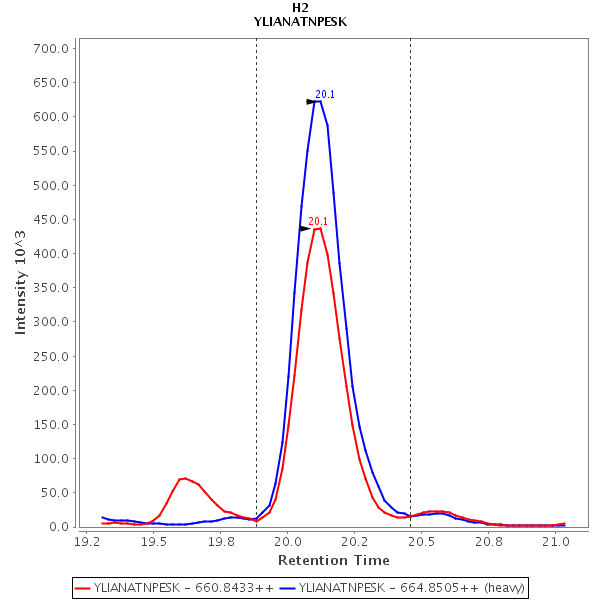 H2
YLIANATNPESK
Intensity 10^3
700.0
650.0
600.0
550.0
500.0
450.0
400.0
350.0
300.0
250.0
200.0
150.0
100.0
50.0
0.0
20.1
20.1
19.2 19.5 19.8 20.0 20.2 20.5 20.8 21.0
Retention Time
YLIANATNPESK - 660.8433++ YLIANATNPESK - 664.8505++ (heavy)